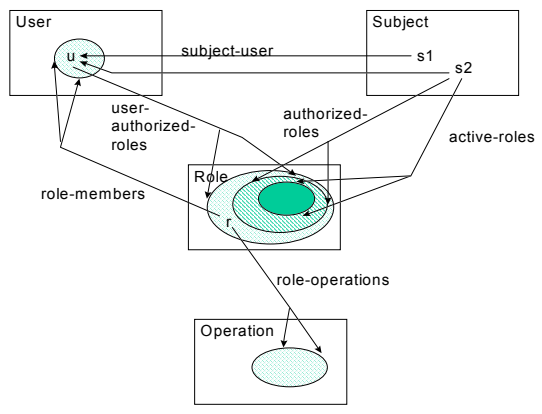 User
Subject
u
subject-user
s1
s2
user-
authorized-
roles
authorized-
roles
active-roles
Role
role-members
r
role-operations
Operation